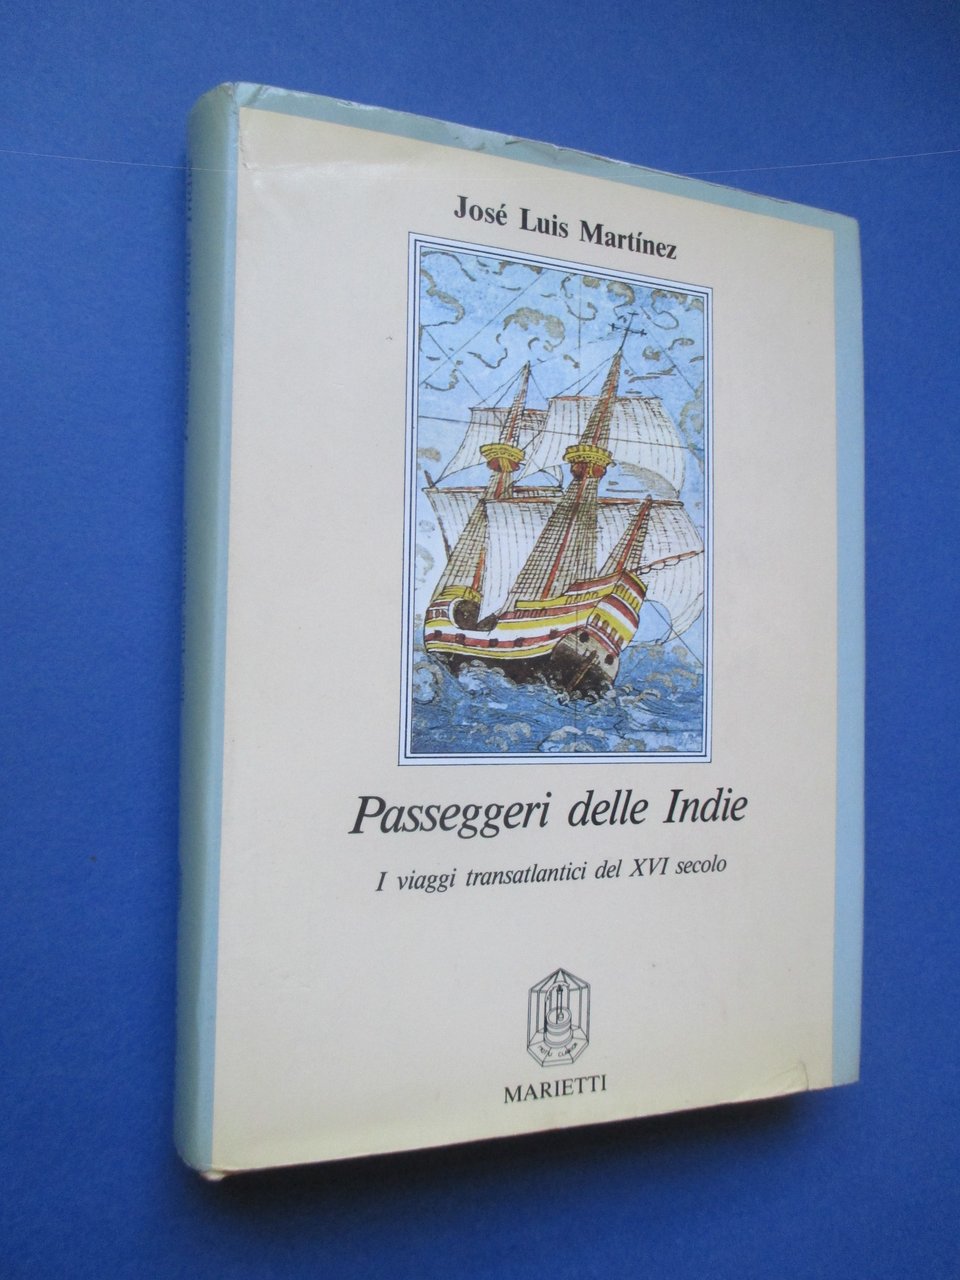 José Luis Martínez
Passeggeri delle Indie
I viaggi transatlantici del XVI secolo
MARIETTI